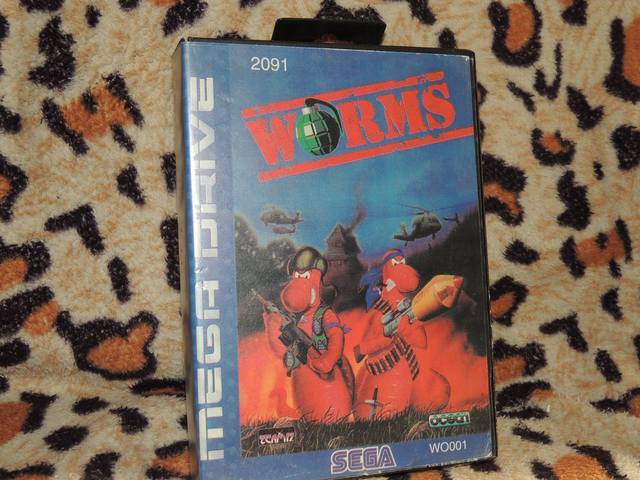 2091
WORMS
MEGA DRIVE
TEAM17
ocean
SEGA
WO001